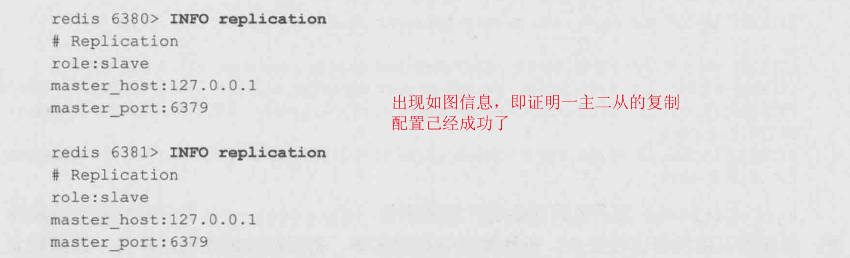 redis 6380> INFO replication
# Replication
role:slave
master_host:127.0.0.1
master_port:6379
出现如图信息，即证明一主二从的复制
配置己经成功了
redis 6381> INFO replication
# Replication
role:slave
master_host:127.0.0.1
master_port:6379